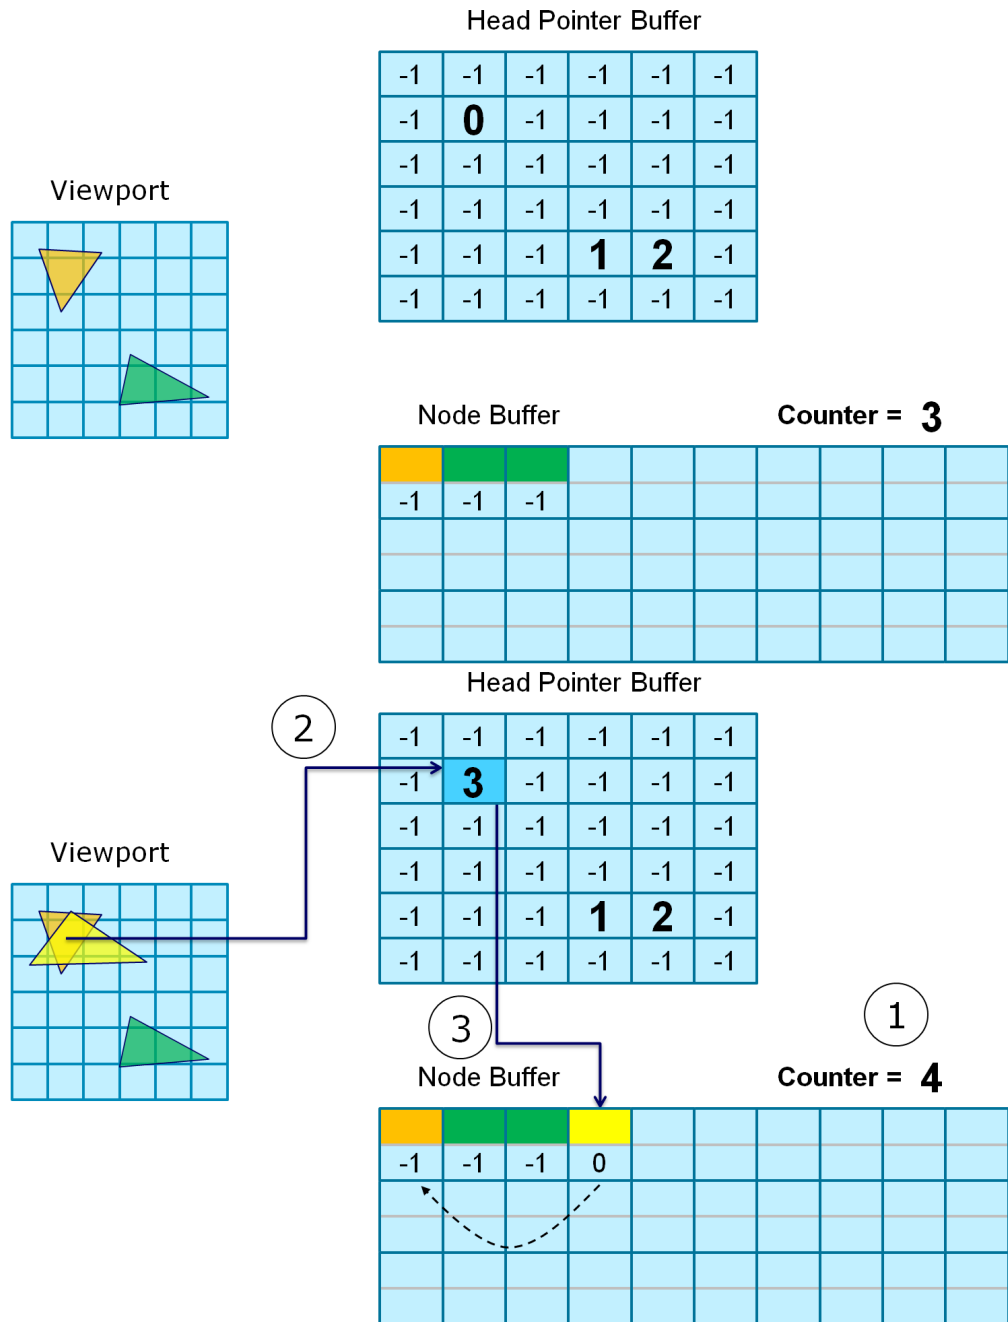 Head Pointer Buffer
-1 -1 -1 -1 -1 -1
-1 0 -1 -1 -1 -1
-1 -1 -1 -1 -1 -1
-1 -1 -1 -1 -1 -1
-1 -1 -1 1 2 -1
-1 -1 -1 -1 -1 -1
Viewport
Node Buffer
Counter = 3
-1 -1 -1
Head Pointer Buffer
2
-1 -1 -1 -1 -1 -1
-1 3 -1 -1 -1 -1
-1 -1 -1 -1 -1 -1
-1 -1 -1 -1 -1 -1
-1 -1 -1 1 2 -1
-1 -1 -1 -1 -1 -1
Viewport
3
1
Node Buffer
Counter = 4
-1 -1 -1 0